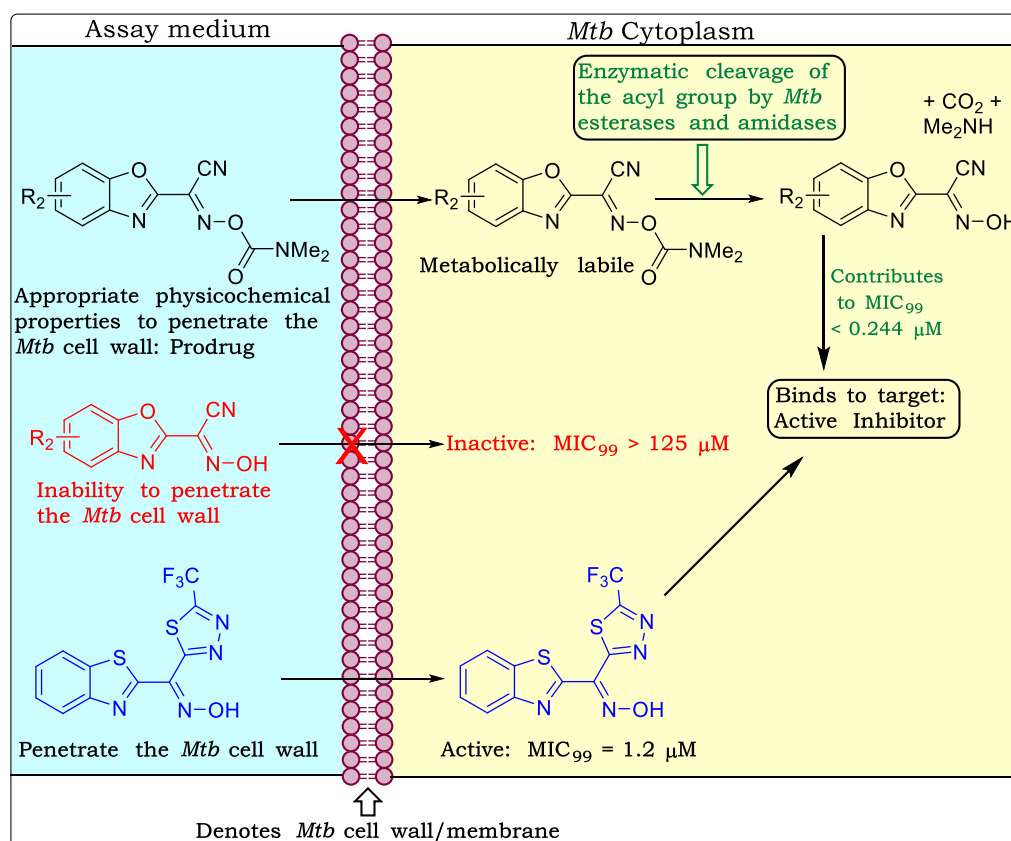 Assay medium
Mtb Cytoplasm
Enzymatic cleavage of
the acyl group by Mtb
esterases and amidases
+ CO2 +
Me2NH
R2
O
N
CN
N
O
O
NMe2
Appropriate physicochemical
properties to penetrate the
Mtb cell wall: Prodrug
R2
O
N
CN
N
O
O
NMe2
Metabolically labile
R2
O
N
CN
N
OH
Contributes
to MIC99
< 0.244 µM
Binds to target:
Active Inhibitor
R2
O
N
CN
N
OH
Inability to penetrate
the Mtb cell wall
X
Inactive: MIC99 > 125 µM
F3C
S
N
N
S
N
N
OH
Penetrate the Mtb cell wall
F3C
S
N
N
S
N
N
OH
Active: MIC99 = 1.2 µM
Denotes Mtb cell wall/membrane